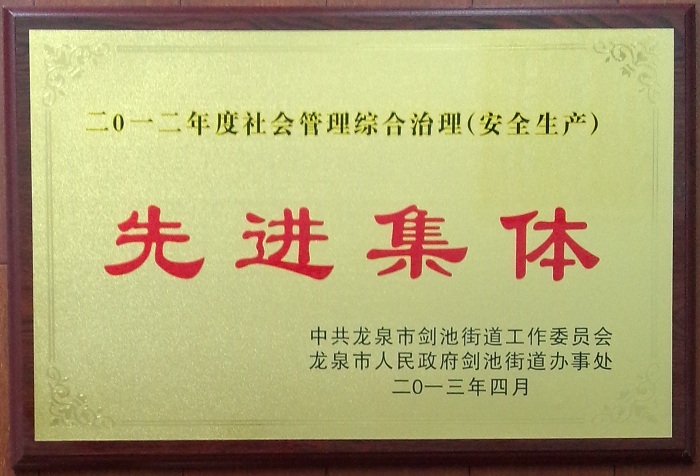 二0一二年度社会管理综合治理(安全生产)
先进集体
中共龙泉市剑池街道工作委员会
龙泉市人民政府剑池街道办事处
二0一三年四月